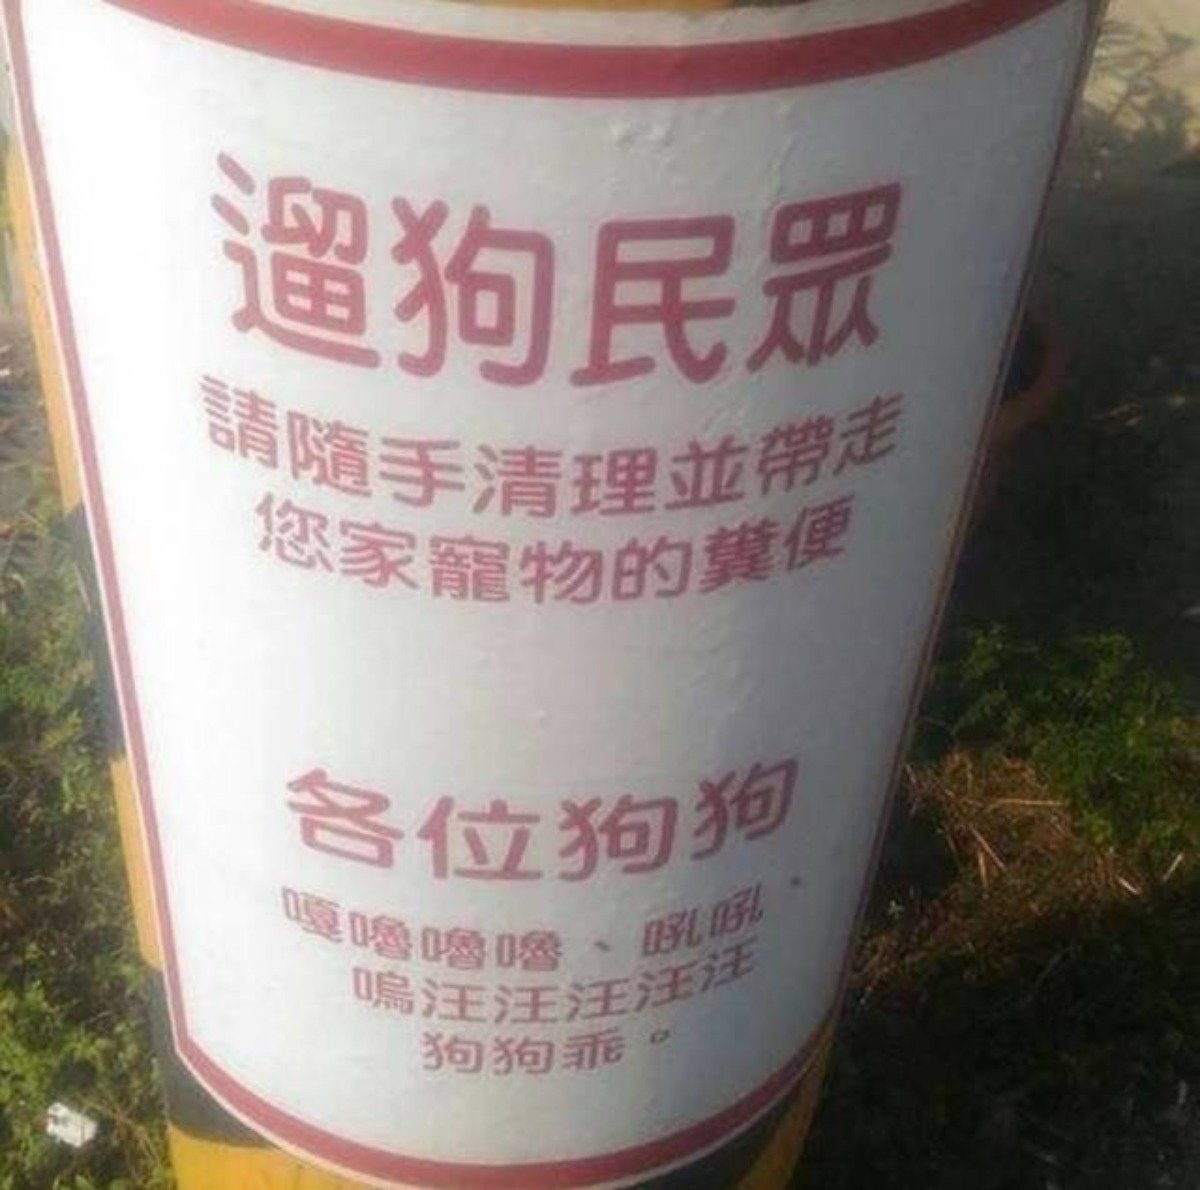 遛狗民眾
請隨手清理並帶走
您家寵物的糞便
各位狗狗
嘎嚕嚕嚕、吼吼、
嗚汪汪汪汪汪
狗狗乖。